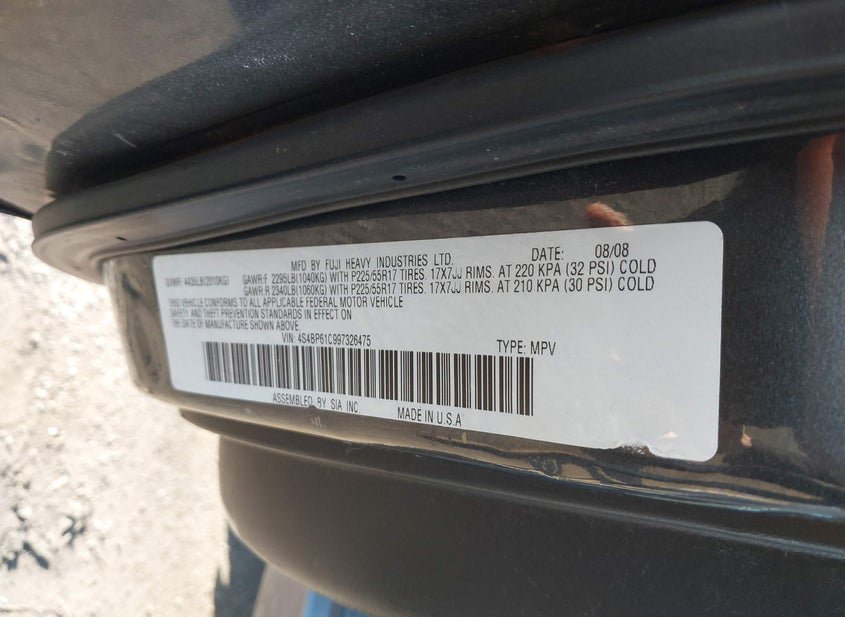 MFD BY FUJI HEAVY INDUSTRIES LTD. DATE: 08/08
GVWR: 4435LB(2010KG) GAWR:F 2295LB(1040KG) WITH P225/55R17 TIRES. 17X7JJ RIMS. AT 220 KPA (32 PSI) COLD
GAWR:R 2340LB(1060KG) WITH P225/55R17 TIRES. 17X7JJ RIMS. AT 210 KPA (30 PSI) COLD
THIS VEHICLE CONFORMS TO ALL APPLICABLE FEDERAL MOTOR VEHICLE
SAFETY AND THEFT PREVENTION STANDARDS IN EFFECT ON
THE DATE OF MANUFACTURE SHOWN ABOVE.
VIN: 4S4BP61C997326475 TYPE: MPV
ASSEMBLED BY SIA INC. MADE IN U.S.A